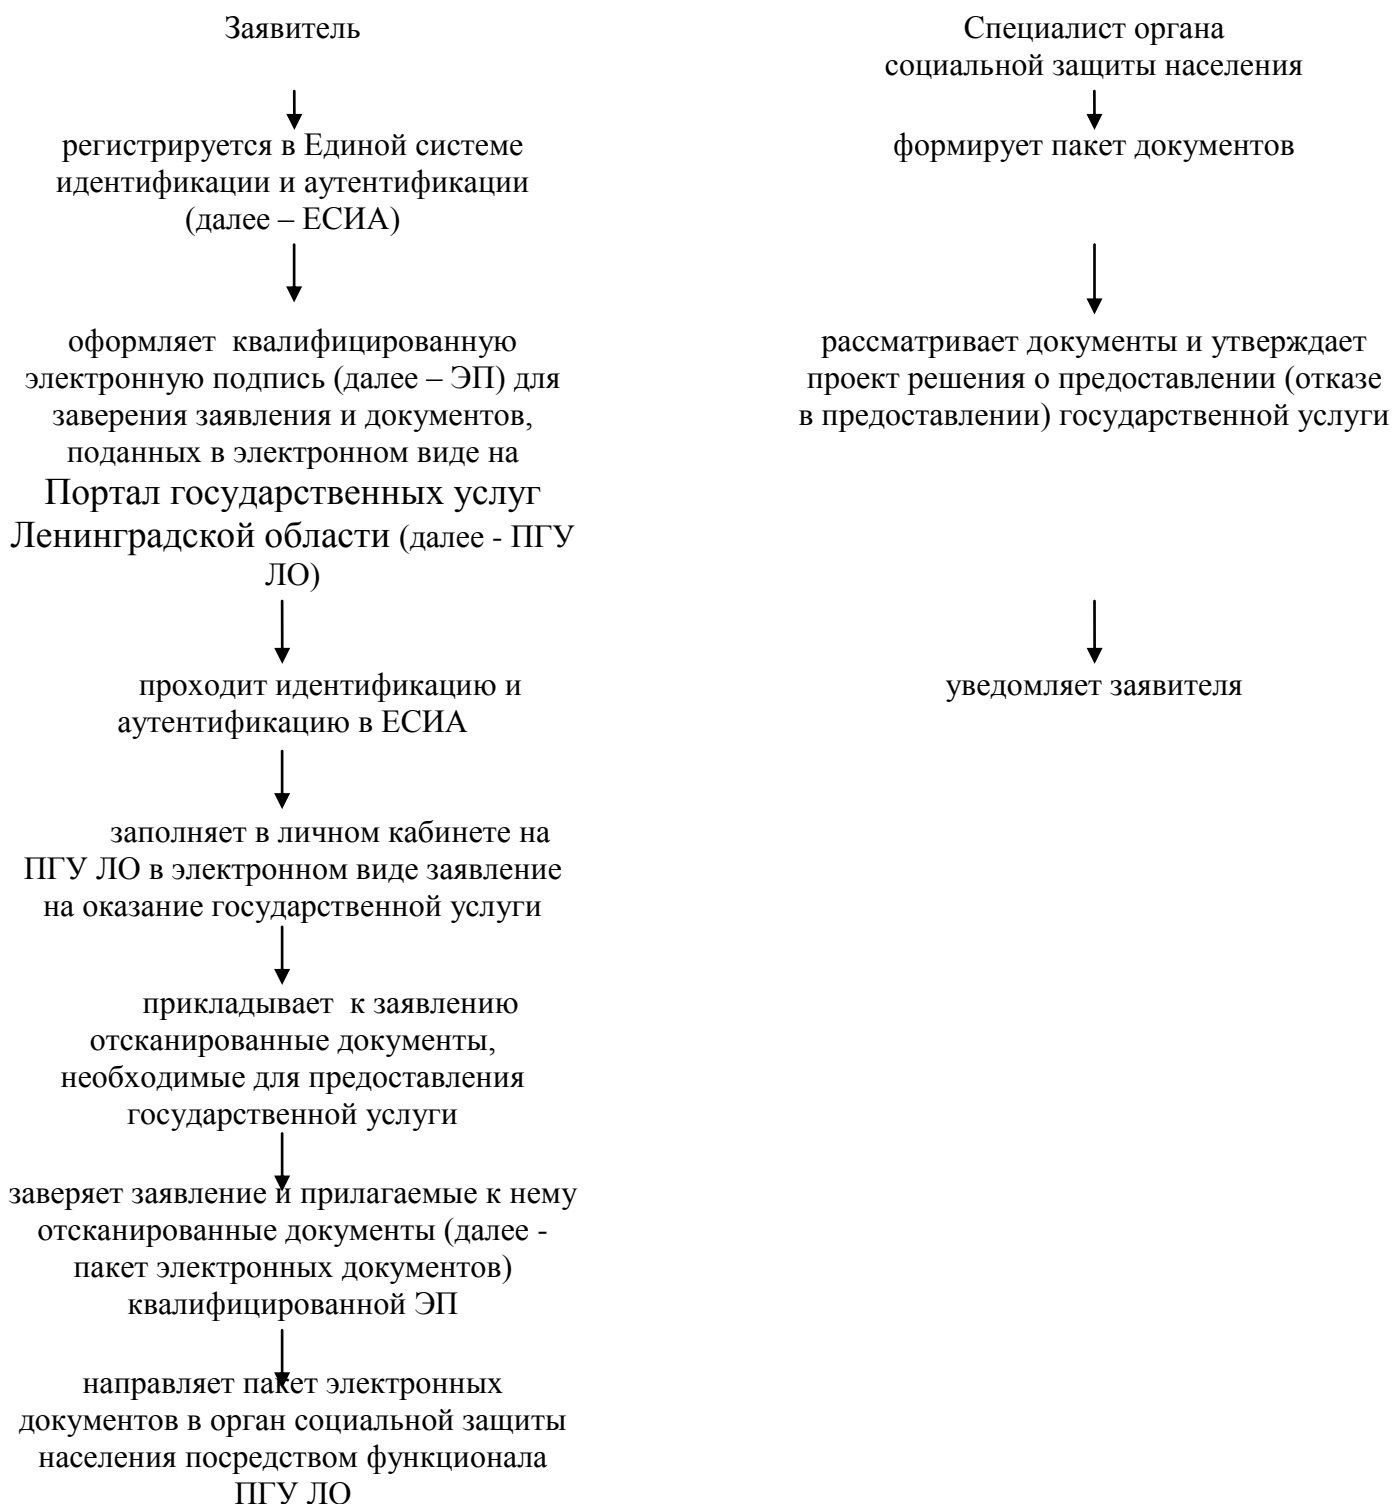 Заявитель
регистрируется в Единой системе
идентификации и аутентификации
(далее – ЕСИА)
оформляет квалифицированную
электронную подпись (далее – ЭП) для
заверения заявления и документов,
поданных в электронном виде на
Портал государственных услуг
Ленинградской области (далее - ПГУ
ЛО)
проходит идентификацию и
аутентификацию в ЕСИА
заполняет в личном кабинете на
ПГУ ЛО в электронном виде заявление
на оказание государственной услуги
прикладывает к заявлению
отсканированные документы,
необходимые для предоставления
государственной услуги
заверяет заявление и прилагаемые к нему
отсканированные документы (далее -
пакет электронных документов)
квалифицированной ЭП
направляет пакет электронных
документов в орган социальной защиты
населения посредством функционала
ПГУ ЛО
Специалист органа
социальной защиты населения
формирует пакет документов
рассматривает документы и утверждает
проект решения о предоставлении (отказе
в предоставлении) государственной услуги
уведомляет заявителя